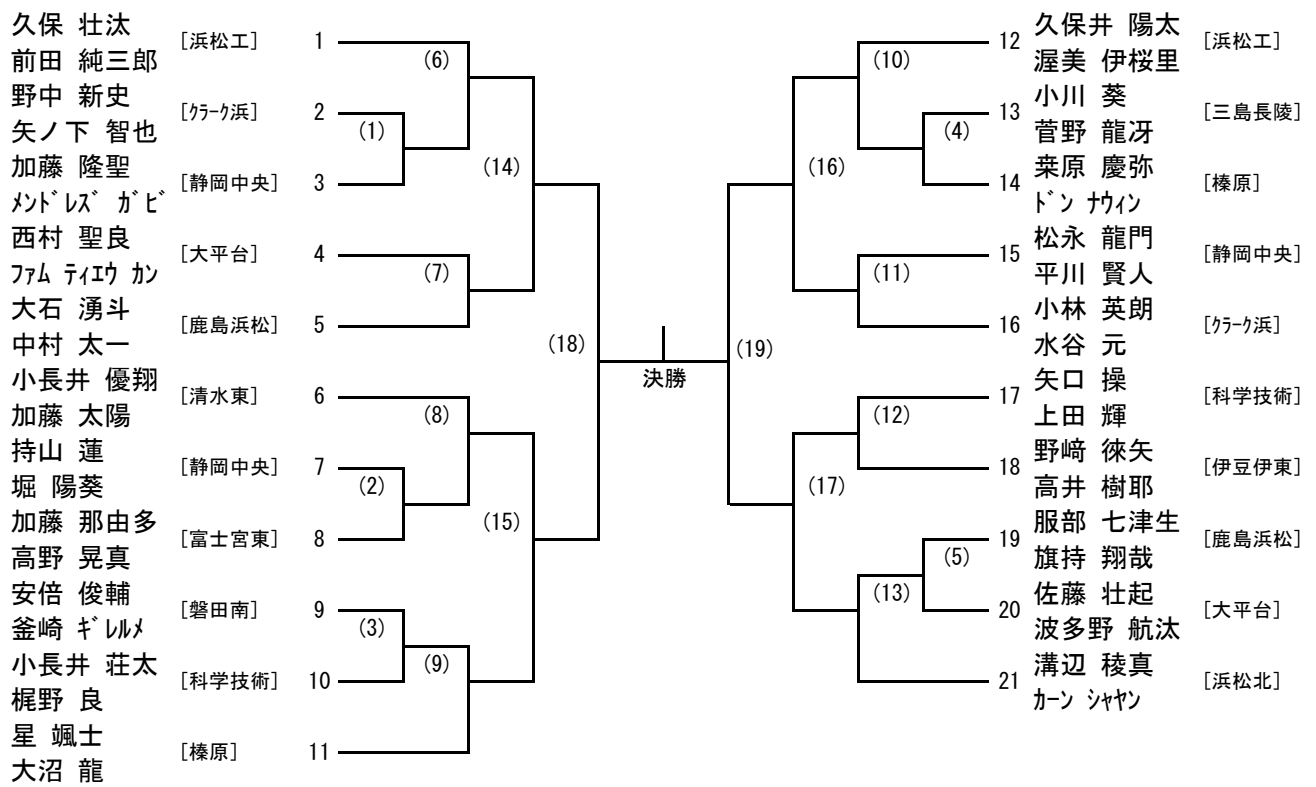 久保 壮汰
前田 純三郎
[浜松工] 1
野中 新史
矢ノ下 智也
[ｸﾗｰｸ浜] 2
加藤 隆聖
ﾒﾝﾄﾞﾚｽﾞ ｶﾞﾋﾞ
[静岡中央] 3
西村 聖良
ﾌｧﾑ ﾃｨｴｳ ｶﾝ
[大平台] 4
大石 湧斗
中村 太一
[鹿島浜松] 5
小長井 優翔
加藤 太陽
[清水東] 6
持山 蓮
堀 陽葵
[静岡中央] 7
加藤 那由多
高野 晃真
[富士宮東] 8
安倍 俊輔
釜崎 ｷﾞﾚﾙﾒ
[磐田南] 9
小長井 荘太
梶野 良
[科学技術] 10
星 颯士
大沼 龍
[榛原] 11
(1)
(2)
(3)
(6)
(7)
(8)
(9)
(14)
(15)
(18)
決勝
(19)
(16)
(17)
(10)
(11)
(12)
(13)
(4)
(5)
12 久保井 陽太
渥美 伊桜里
[浜松工]
13 小川 葵
菅野 龍冴
[三島長陵]
14 桒原 慶弥
ﾄﾞﾝ ﾅｳｨﾝ
[榛原]
15 松永 龍門
平川 賢人
[静岡中央]
16 小林 英朗
水谷 元
[ｸﾗｰｸ浜]
17 矢口 操
上田 輝
[科学技術]
18 野﨑 徠矢
高井 樹耶
[伊豆伊東]
19 服部 七津生
旗持 翔哉
[鹿島浜松]
20 佐藤 壮起
波多野 航汰
[大平台]
21 溝辺 稜真
ｶｰﾝ ｼｬﾔﾝ
[浜松北]